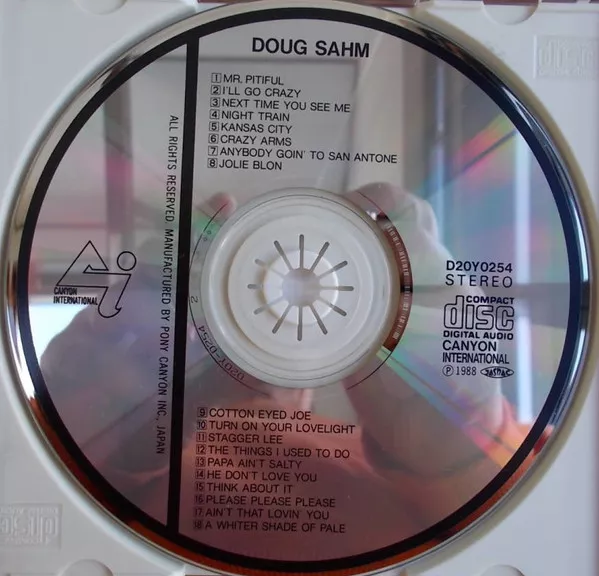 DOUG SAHM
1 MR. PITIFUL
2 I'LL GO CRAZY
3 NEXT TIME YOU SEE ME
4 NIGHT TRAIN
5 KANSAS CITY
6 CRAZY ARMS
7 ANYBODY GOIN' TO SAN ANTONE
8 JOLIE BLON
ALL RIGHTS RESERVED. MANUFACTURED BY PONY CANYON INC., JAPAN
CANYON
INTERNATIONAL
D20Y0254
STEREO
COMPACT
disc
DIGITAL AUDIO
CANYON
INTERNATIONAL
Ⓟ 1988 JASRAC
D20Y-0254
9 COTTON EYED JOE
10 TURN ON YOUR LOVELIGHT
11 STAGGER LEE
12 THE THINGS I USED TO DO
13 PAPA AIN'T SALTY
14 HE DON'T LOVE YOU
15 THINK ABOUT IT
16 PLEASE PLEASE PLEASE
17 AIN'T THAT LOVIN' YOU
18 A WHITER SHADE OF PALE